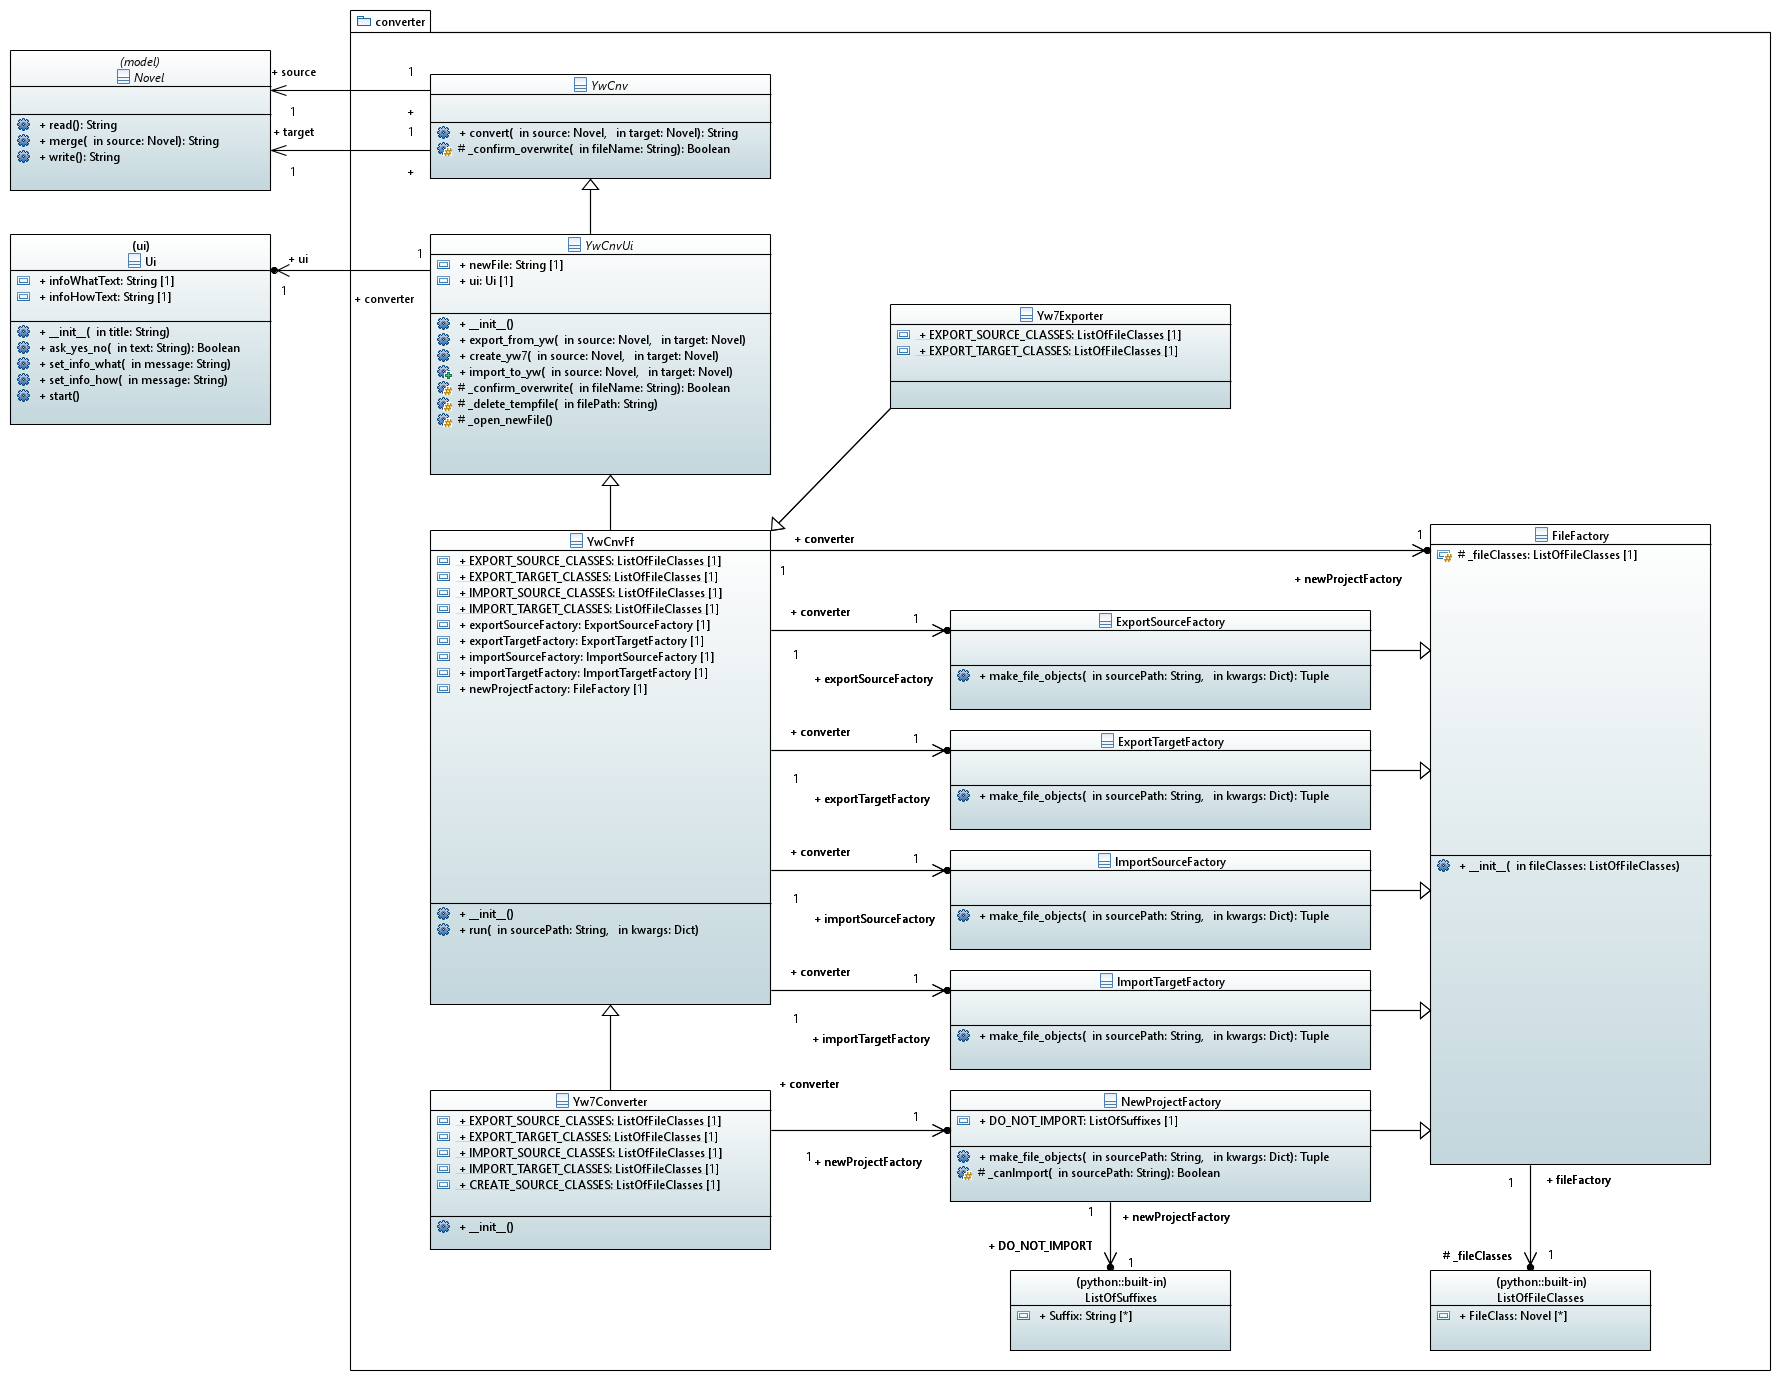 converter
(model)
Novel
+ read(): String
+ merge( in source: Novel): String
+ write(): String
+ source
1
1
+
+ target
1
1
+
YwCnv
+ convert( in source: Novel, in target: Novel): String
# _confirm_overwrite( in fileName: String): Boolean
(ui)
Ui
+ infoWhatText: String [1]
+ infoHowText: String [1]
+ __init__( in title: String)
+ ask_yes_no( in text: String): Boolean
+ set_info_what( in message: String)
+ set_info_how( in message: String)
+ start()
+ ui
1
1
+ converter
YwCnvUi
+ newFile: String [1]
+ ui: Ui [1]
+ __init__()
+ export_from_yw( in source: Novel, in target: Novel)
+ create_yw7( in source: Novel, in target: Novel)
+ import_to_yw( in source: Novel, in target: Novel)
# _confirm_overwrite( in fileName: String): Boolean
# _delete_tempfile( in filePath: String)
# _open_newFile()
Yw7Exporter
+ EXPORT_SOURCE_CLASSES: ListOfFileClasses [1]
+ EXPORT_TARGET_CLASSES: ListOfFileClasses [1]
YwCnvFf
+ EXPORT_SOURCE_CLASSES: ListOfFileClasses [1]
+ EXPORT_TARGET_CLASSES: ListOfFileClasses [1]
+ IMPORT_SOURCE_CLASSES: ListOfFileClasses [1]
+ IMPORT_TARGET_CLASSES: ListOfFileClasses [1]
+ exportSourceFactory: ExportSourceFactory [1]
+ exportTargetFactory: ExportTargetFactory [1]
+ importSourceFactory: ImportSourceFactory [1]
+ importTargetFactory: ImportTargetFactory [1]
+ newProjectFactory: FileFactory [1]
+ __init__()
+ run( in sourcePath: String, in kwargs: Dict)
+ converter
1
1
+ newProjectFactory
FileFactory
# _fileClasses: ListOfFileClasses [1]
+ __init__( in fileClasses: ListOfFileClasses)
+ converter
1
1
+ exportSourceFactory
ExportSourceFactory
+ make_file_objects( in sourcePath: String, in kwargs: Dict): Tuple
+ converter
1
1
+ exportTargetFactory
ExportTargetFactory
+ make_file_objects( in sourcePath: String, in kwargs: Dict): Tuple
+ converter
1
1
+ importSourceFactory
ImportSourceFactory
+ make_file_objects( in sourcePath: String, in kwargs: Dict): Tuple
+ converter
1
1
+ importTargetFactory
ImportTargetFactory
+ make_file_objects( in sourcePath: String, in kwargs: Dict): Tuple
Yw7Converter
+ EXPORT_SOURCE_CLASSES: ListOfFileClasses [1]
+ EXPORT_TARGET_CLASSES: ListOfFileClasses [1]
+ IMPORT_SOURCE_CLASSES: ListOfFileClasses [1]
+ IMPORT_TARGET_CLASSES: ListOfFileClasses [1]
+ CREATE_SOURCE_CLASSES: ListOfFileClasses [1]
+ __init__()
+ converter
1
1
+ newProjectFactory
NewProjectFactory
+ DO_NOT_IMPORT: ListOfSuffixes [1]
+ make_file_objects( in sourcePath: String, in kwargs: Dict): Tuple
# _canImport( in sourcePath: String): Boolean
1
+ newProjectFactory
+ DO_NOT_IMPORT
1
(python::built-in)
ListOfSuffixes
+ Suffix: String [*]
1
+ fileFactory
# _fileClasses
1
(python::built-in)
ListOfFileClasses
+ FileClass: Novel [*]